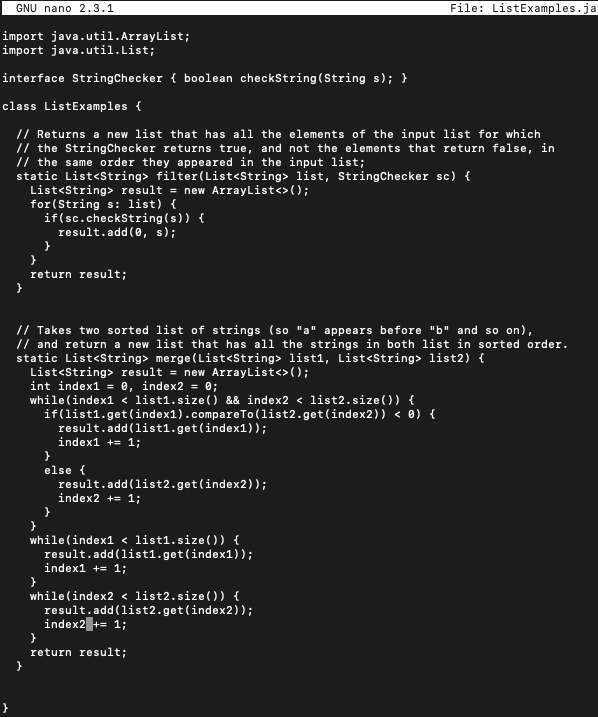 GNU nano 2.3.1 File: ListExamples.ja
import java.util.ArrayList;
import java.util.List;
interface StringChecker { boolean checkString(String s); }
class ListExamples {
// Returns a new list that has all the elements of the input list for which
// the StringChecker returns true, and not the elements that return false, in
// the same order they appeared in the input list;
static List<String> filter(List<String> list, StringChecker sc) {
List<String> result = new ArrayList<>();
for(String s: list) {
if(sc.checkString(s)) {
result.add(0, s);
}
}
return result;
}
// Takes two sorted list of strings (so "a" appears before "b" and so on),
// and return a new list that has all the strings in both list in sorted order.
static List<String> merge(List<String> list1, List<String> list2) {
List<String> result = new ArrayList<>();
int index1 = 0, index2 = 0;
while(index1 < list1.size() && index2 < list2.size()) {
if(list1.get(index1).compareTo(list2.get(index2)) < 0) {
result.add(list1.get(index1));
index1 += 1;
}
else {
result.add(list2.get(index2));
index2 += 1;
}
}
while(index1 < list1.size()) {
result.add(list1.get(index1));
index1 += 1;
}
while(index2 < list2.size()) {
result.add(list2.get(index2));
index2 += 1;
}
return result;
}
}